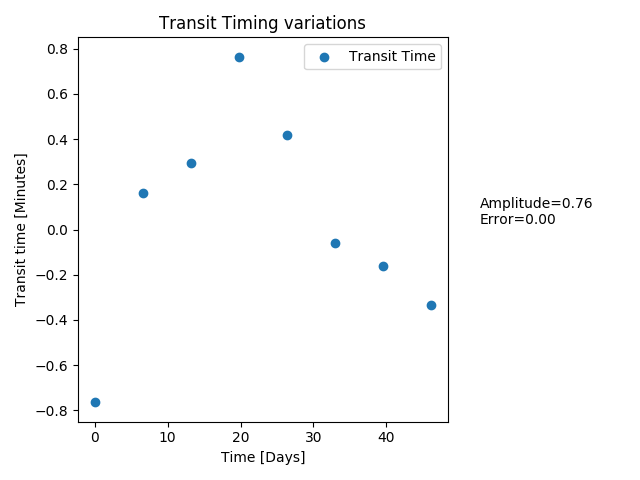 Transit Timing variations
Transit Time
0.8
0.6
0.4
0.2
0.0
−0.2
−0.4
−0.6
−0.8
Transit time [Minutes]
0
10
20
30
40
Time [Days]
Amplitude=0.76
Error=0.00